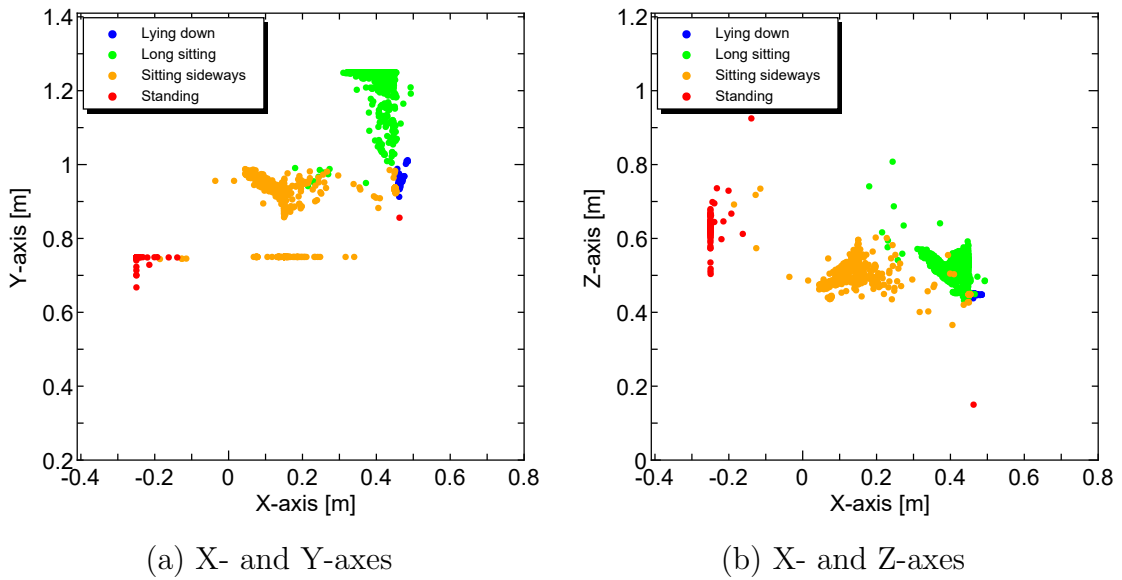 Lying down
Long sitting
Sitting sideways
Standing
1.4
1.2
1
0.8
0.6
0.4
0.2
Y-axis [m]
-0.4 -0.2 0 0.2 0.4 0.6 0.8
X-axis [m]
(a) X- and Y-axes
Lying down
Long sitting
Sitting sideways
Standing
1.2
1
0.8
0.6
0.4
0.2
0
Z-axis [m]
-0.4 -0.2 0 0.2 0.4 0.6 0.8
X-axis [m]
(b) X- and Z-axes